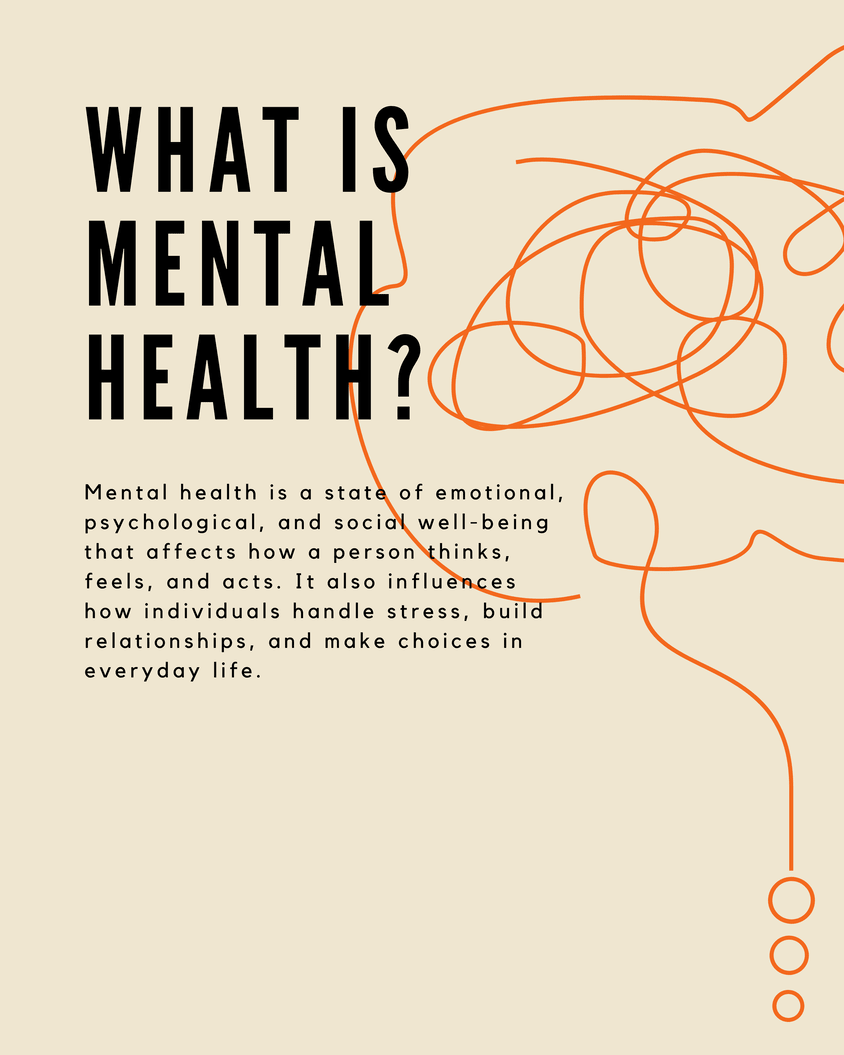 WHAT IS
MENTAL
HEALTH?
Mental health is a state of emotional,
psychological, and social well-being
that affects how a person thinks,
feels, and acts. It also influences
how individuals handle stress, build
relationships, and make choices in
everyday life.